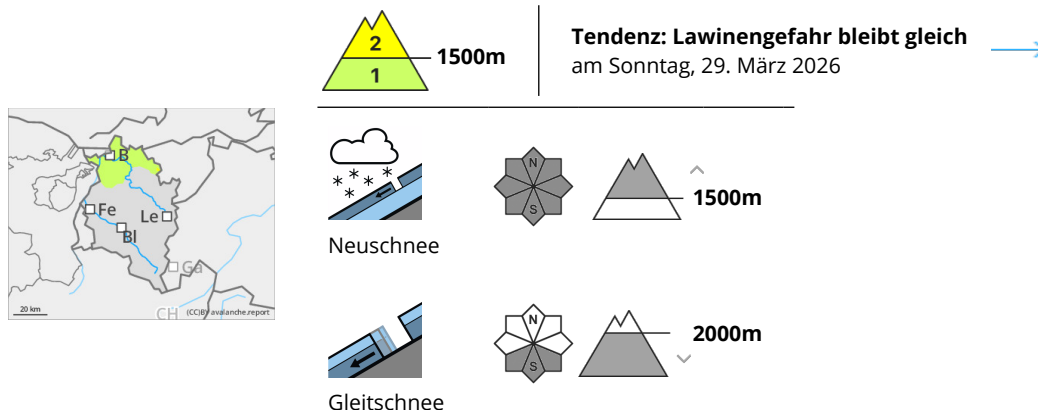 2
1
1500m
Tendenz: Lawinengefahr bleibt gleich
am Sonntag, 29. März 2026
B
Fe
Le
Bl
Ga
CH
20 km
(CC)BY avalanche.report
N
S
1500m
Neuschnee
N
S
2000m
Gleitschnee